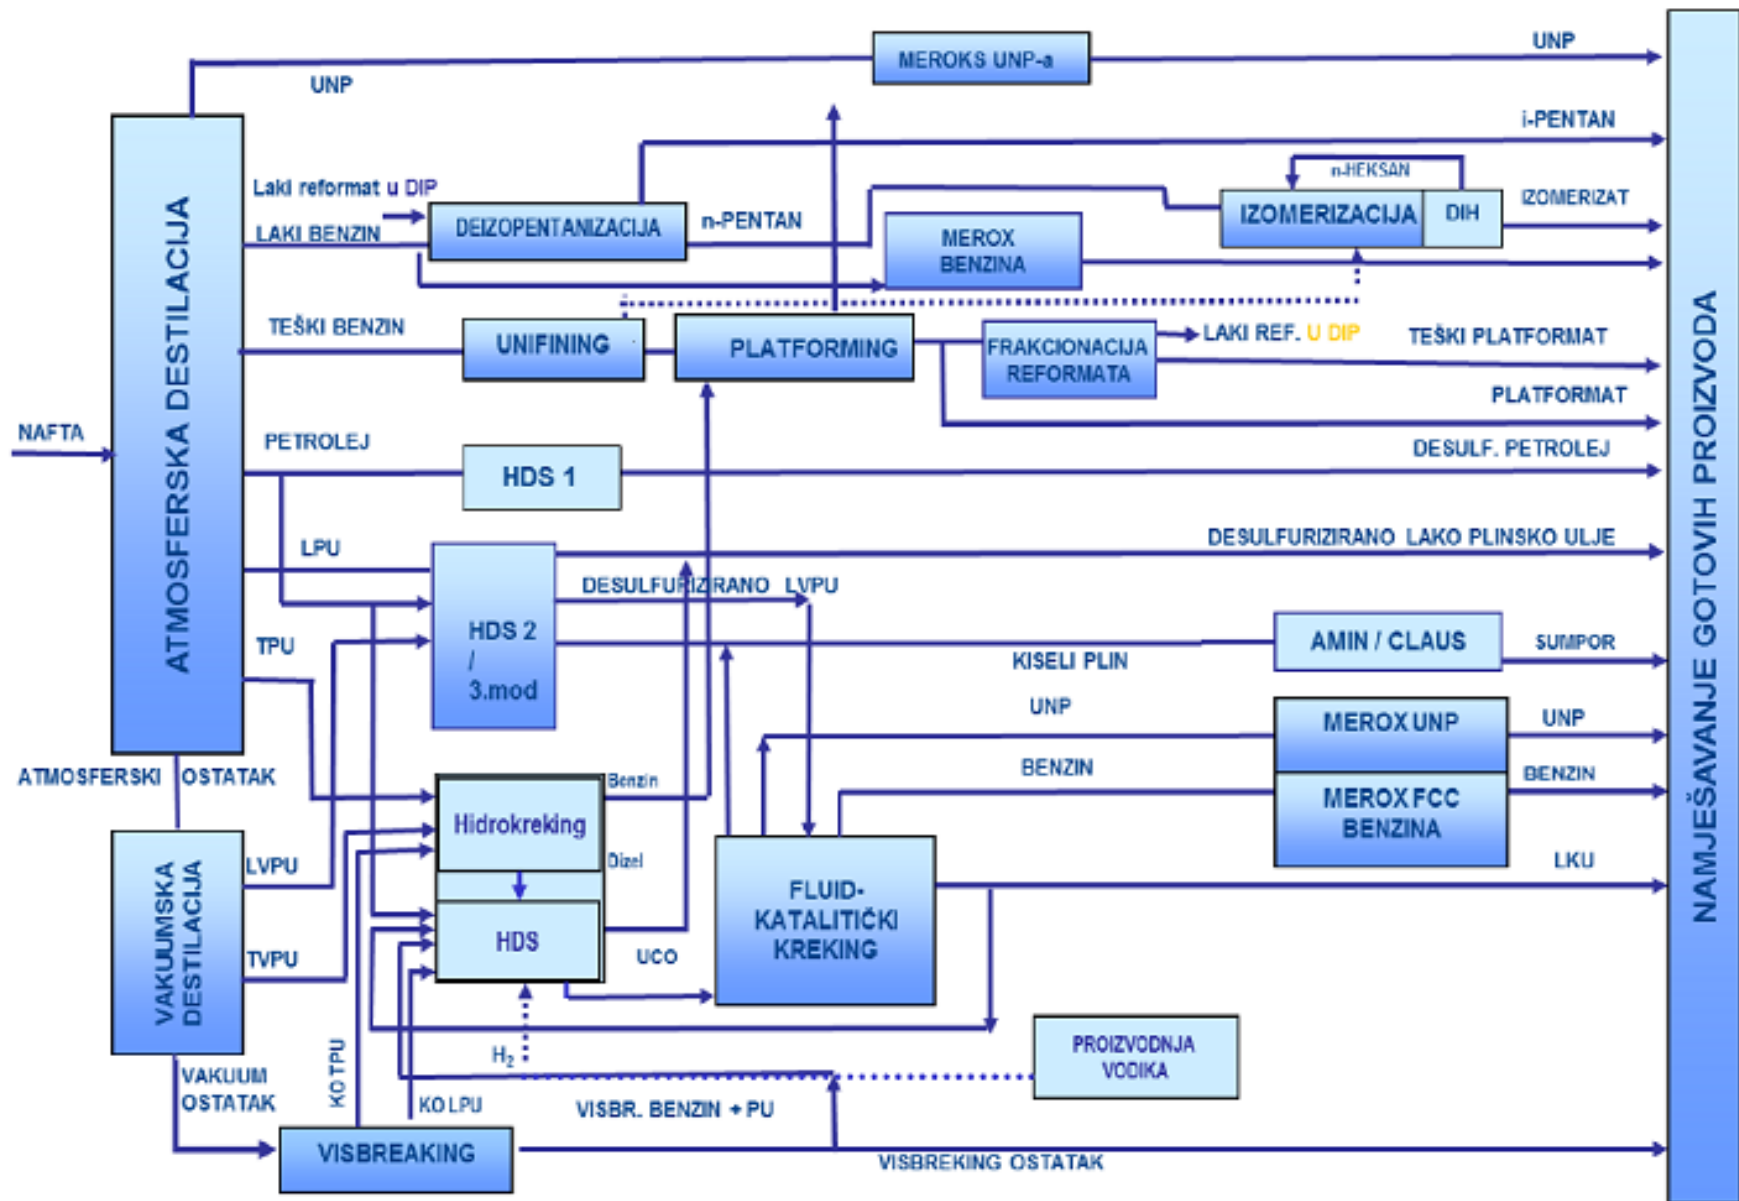 MEROKS UNP-a
UNP
UNP
i-PENTAN
n-HEKSAN
Laki reformat u DIP
DEIZOPENTANIZACIJA
n-PENTAN
IZOMERIZACIJA
DIH
IZOMERIZAT
LAKI BENZIN
MEROX
BENZINA
TEŠKI BENZIN
UNIFINING
PLATFORMING
FRAKCIONACIJA
REFORMATA
LAKI REF. U DIP
TEŠKI PLATFORMAT
PLATFORMAT
NAFTA
ATMOSFERSKA DESTILACIJA
PETROLEJ
HDS 1
DESULF. PETROLEJ
LPU
DESULFURIZIRANO LAKO PLINSKO ULJE
DESULFURIZIRANO LVPU
HDS 2
/
3.mod
TPU
KISELI PLIN
AMIN / CLAUS
SUMPOR
UNP
MEROX UNP
UNP
BENZIN
MEROX FCC
BENZINA
BENZIN
ATMOSFERSKI OSTATAK
Benzin
Hidrokreking
Dizel
LKU
VAKUUMSKA
DESTILACIJA
LVPU
TVPU
HDS
UCO
FLUID-
KATALITIČKI
KREKING
NAMJEŠAVANJE GOTOVIH PROIZVODA
H2
PROIZVODNJA
VODIKA
VAKUUM
OSTATAK
KOTPU
KOLPU
VISBR. BENZIN + PU
VISBREAKING
VISBREKING OSTATAK